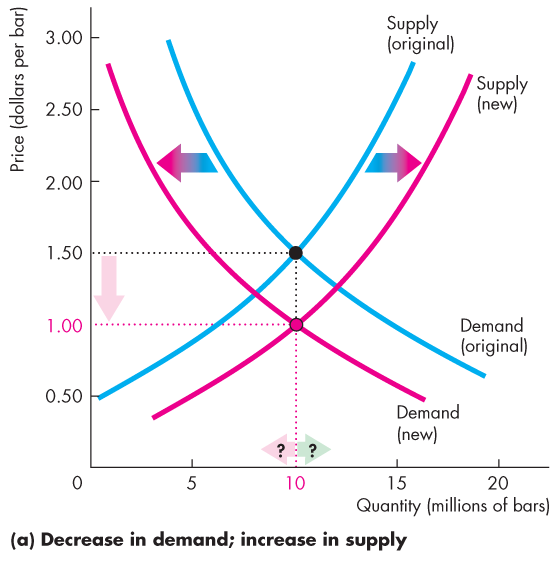 Price (dollars per bar)
3.00
2.50
2.00
1.50
1.00
0.50
Supply
(original)
Supply
(new)
Demand
(original)
Demand
(new)
? ?
0 5 10 15 20
Quantity (millions of bars)
(a) Decrease in demand; increase in supply